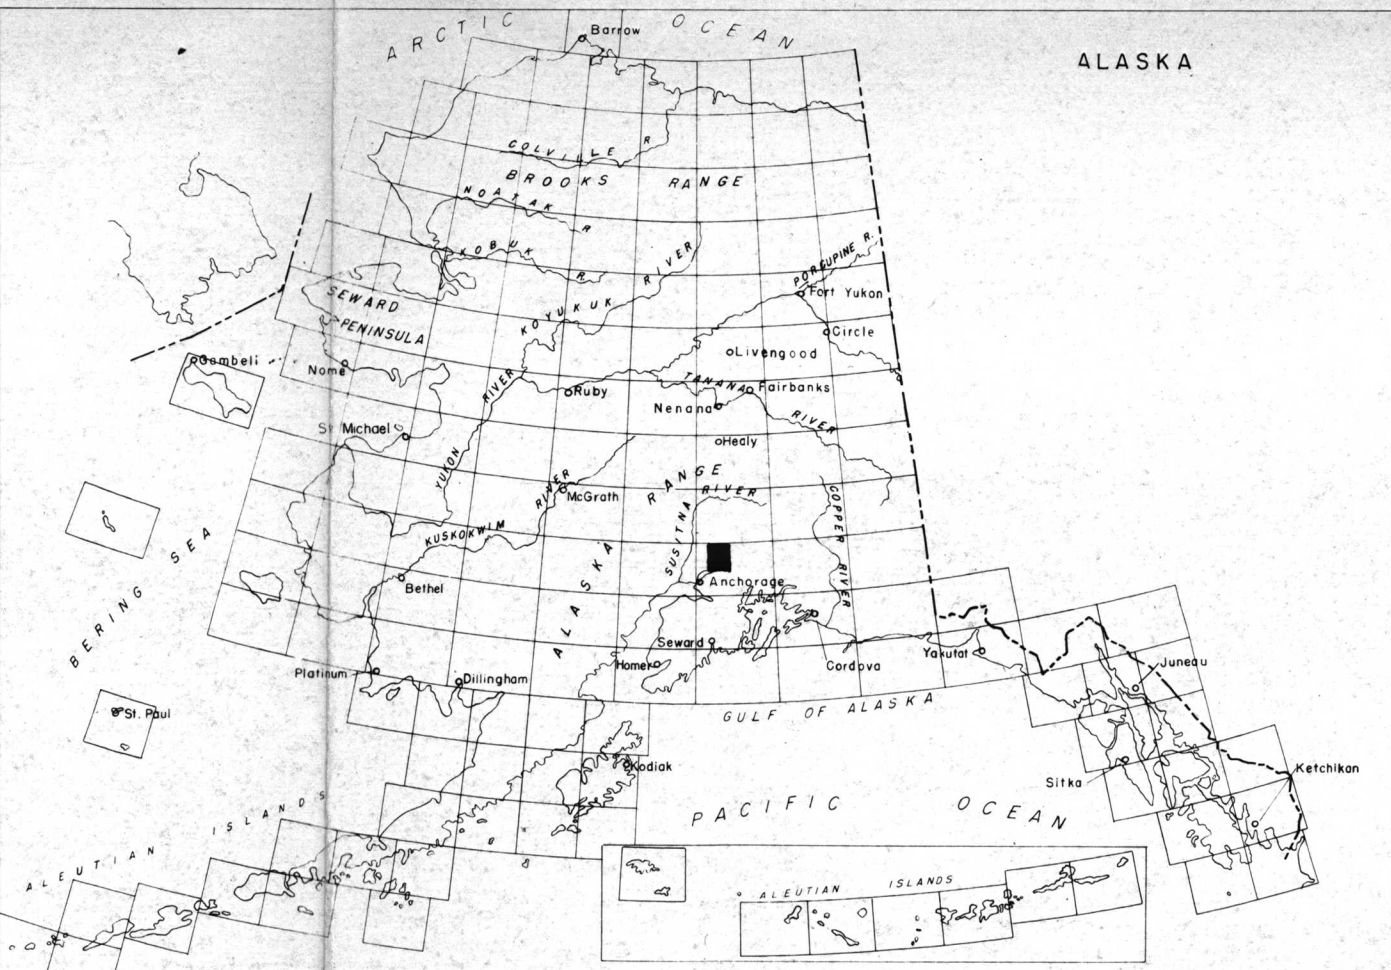 ARCTIC OCEAN
Barrow
ALASKA
COLVILLE R
BROOKS RANGE
NOATAK R
KOBUK R
KOYUKUK RIVER
PORCUPINE R.
Fort Yukon
SEWARD
PENINSULA
Circle
Livengood
Gambell
Nome
YUKON RIVER
Ruby
TANANA RIVER
Fairbanks
Nenana
St Michael
Healy
ALASKA RANGE
McGrath
SUSITNA RIVER
COPPER RIVER
KUSKOKWIM RIVER
BERING SEA
Bethel
Anchorage
Seward
Homer
Cordova
Yakutat
Juneau
Platinum
Dillingham
St. Paul
GULF OF ALASKA
Kodiak
Sitka
Ketchikan
PACIFIC OCEAN
ALEUTIAN ISLANDS
ALEUTIAN ISLANDS